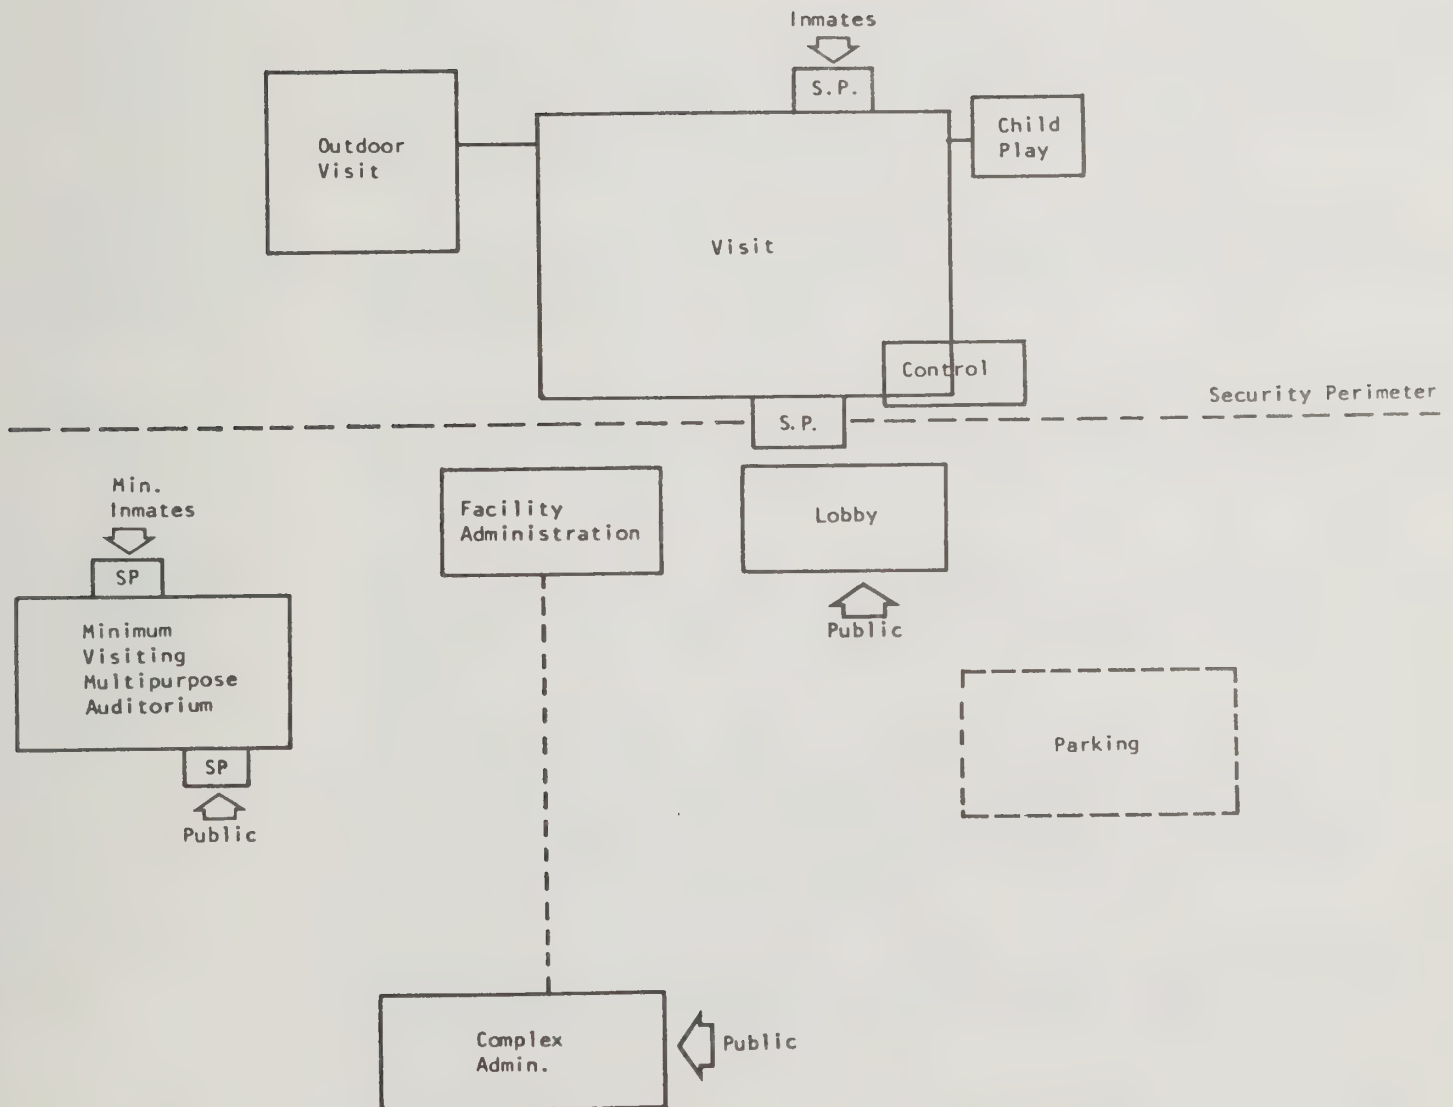 Inmates
S.P.
Child
Play
Outdoor
Visit
Visit
Control
Security Perimeter
S.P.
Min.
Inmates
Facility
Administration
Lobby
SP
Public
Minimum
Visiting
Multipurpose
Auditorium
Parking
SP
Public
Complex
Admin.
Public